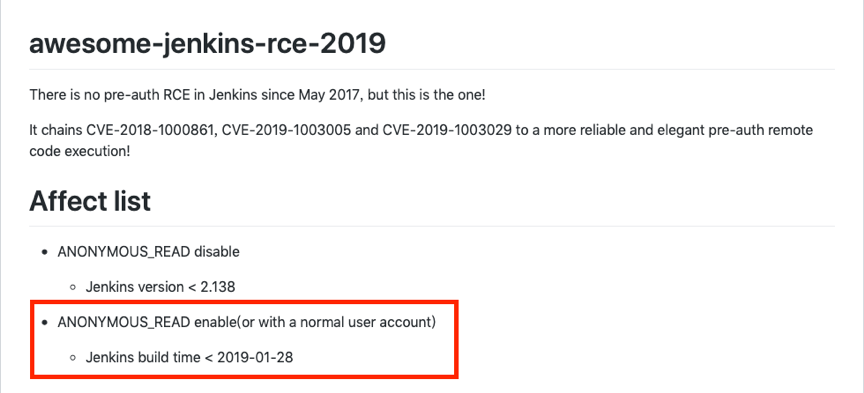 awesome-jenkins-rce-2019
There is no pre-auth RCE in Jenkins since May 2017, but this is the one!
It chains CVE-2018-1000861, CVE-2019-1003005 and CVE-2019-1003029 to a more reliable and elegant pre-auth remote
code execution!
Affect list
• ANONYMOUS_READ disable
◦ Jenkins version < 2.138
• ANONYMOUS_READ enable(or with a normal user account)
◦ Jenkins build time < 2019-01-28